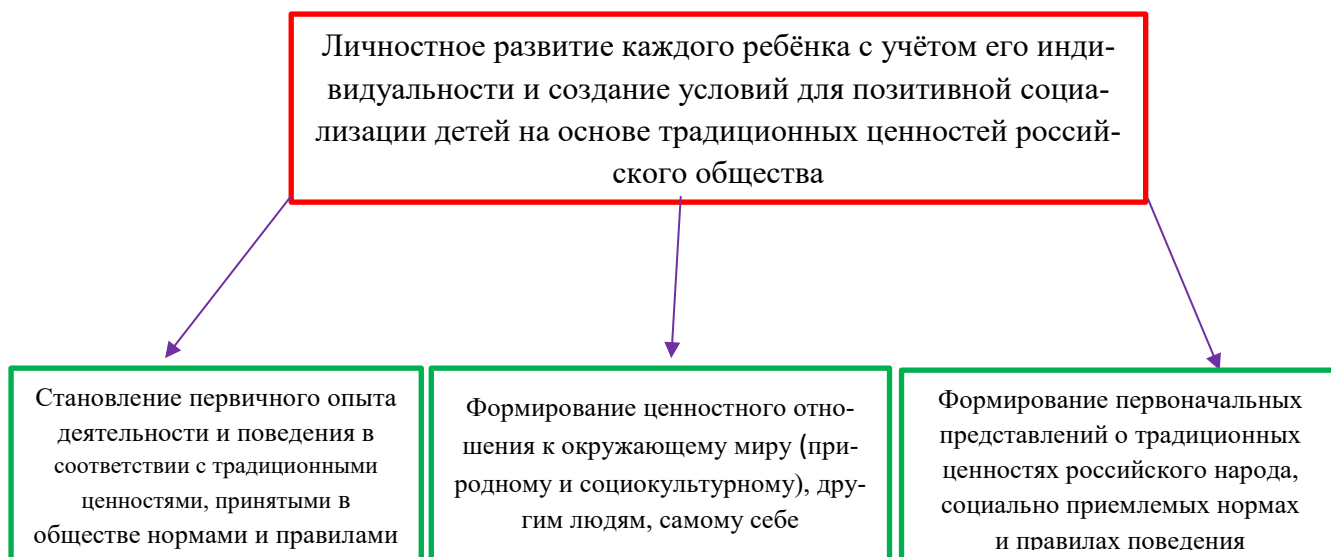 Личностное развитие каждого ребёнка с учётом его инди-
видуальности и создание условий для позитивной социа-
лизации детей на основе традиционных ценностей россий-
ского общества
Становление первичного опыта
деятельности и поведения в
соответствии с традиционными
ценностями, принятыми в
обществе нормами и правилами
Формирование ценностного отно-
шения к окружающему миру (при-
родному и социокультурному), дру-
гим людям, самому себе
Формирование первоначальных
представлений о традиционных
ценностях российского народа,
социально приемлемых нормах
и правилах поведения